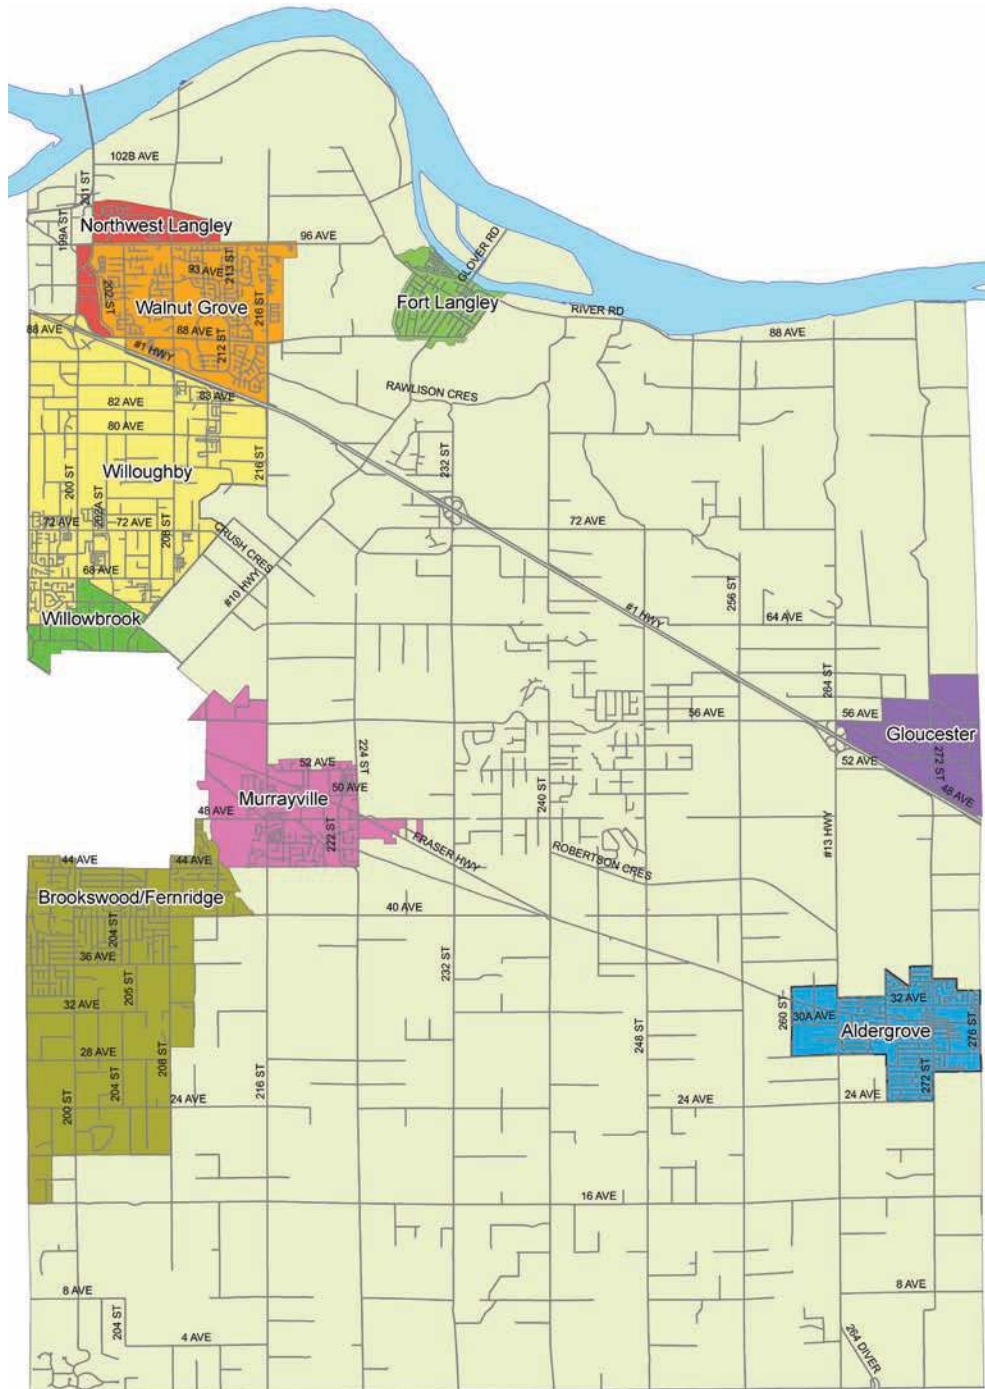 102B AVE
201 ST
199A ST
Northwest Langley
96 AVE
GLOVER RD
213 ST
93 AVE
202 ST
Walnut Grove
216 ST
Fort Langley
RIVER RD
88 AVE
88 AVE
212 ST
88 AVE
#1 HWY
83 AVE
RAWLISON CRES
82 AVE
80 AVE
232 ST
216 ST
Willoughby
200 ST
202A ST
72 AVE
72 AVE
208 ST
72 AVE
CRUSH CRES
68 AVE
#10 HWY
256 ST
#1 HWY
64 AVE
Willowbrook
264 ST
56 AVE
56 AVE
Gloucester
224 ST
52 AVE
52 AVE
272 ST
50 AVE
240 ST
48 AVE
Murrayville
48 AVE
222 ST
#13 HWY
FRASER HWY
ROBERTSON CRES
44 AVE
44 AVE
Brookswood/Fernridge
40 AVE
204 ST
36 AVE
232 ST
205 ST
32 AVE
260 ST
32 AVE
30A AVE
276 ST
Aldergrove
248 ST
28 AVE
208 ST
216 ST
204 ST
272 ST
200 ST
24 AVE
24 AVE
24 AVE
16 AVE
8 AVE
8 AVE
204 ST
4 AVE
264 DIVER